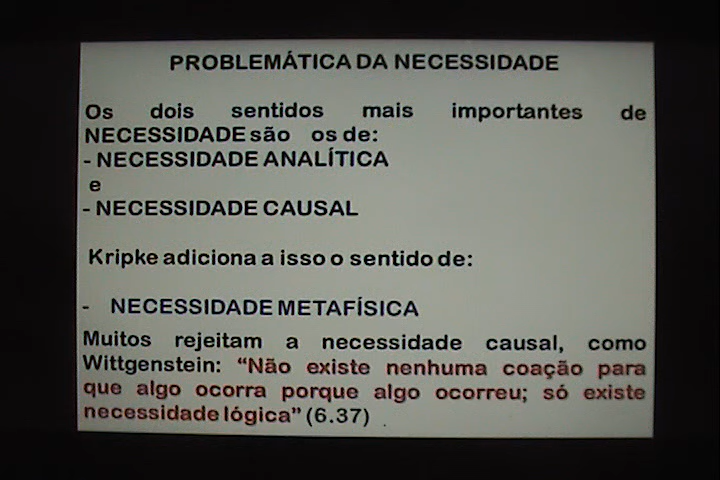 PROBLEMÁTICA DA NECESSIDADE
Os dois sentidos mais importantes de
NECESSIDADE são os de:
- NECESSIDADE ANALÍTICA
e
- NECESSIDADE CAUSAL
Kripke adiciona a isso o sentido de:
- NECESSIDADE METAFÍSICA
Muitos rejeitam a necessidade causal, como
Wittgenstein: “Não existe nenhuma coação para
que algo ocorra porque algo ocorreu; só existe
necessidade lógica” (6.37) .